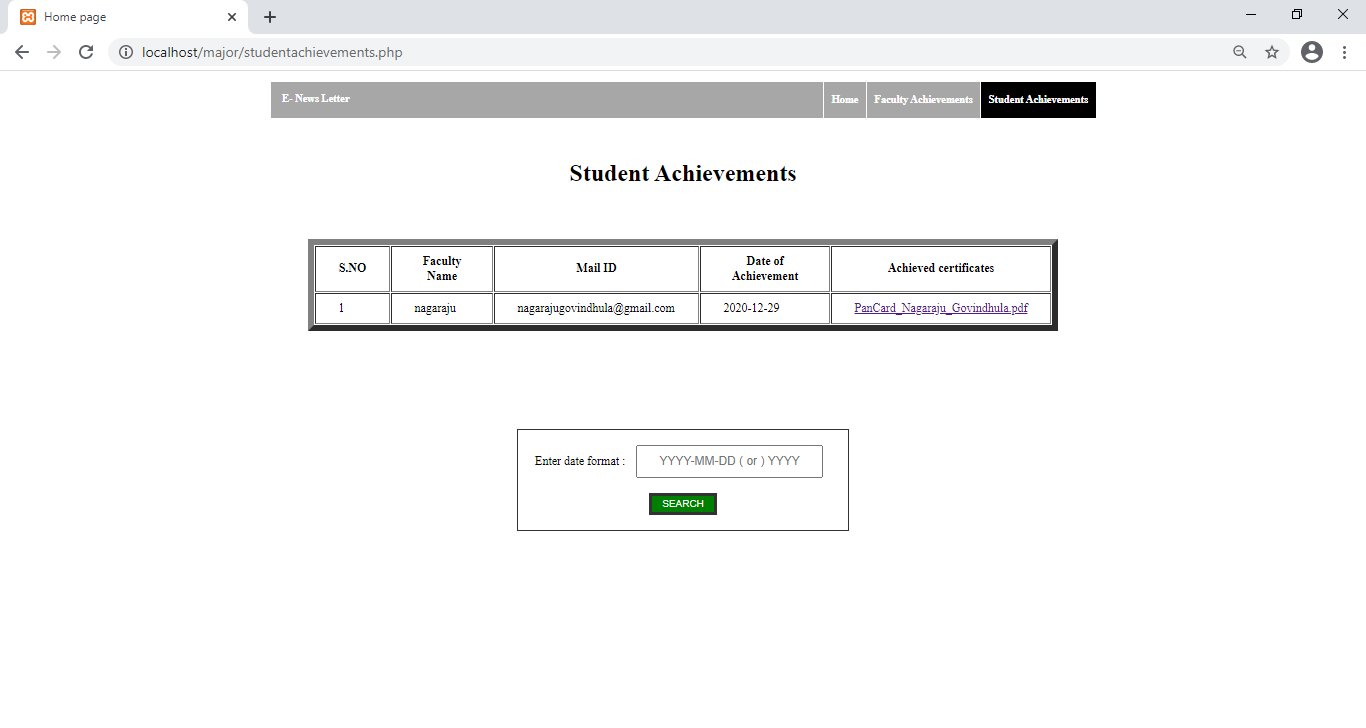 Home page
localhost/major/studentachievements.php
E- News Letter Home Faculty Achievements Student Achievements
Student Achievements
S.NO Faculty Name Mail ID Date of Achievement Achieved certificates
1 nagaraju nagarajugovindhula@gmail.com 2020-12-29 PanCard_Nagaraju_Govindhula.pdf
Enter date format : YYYY-MM-DD ( or ) YYYY
SEARCH